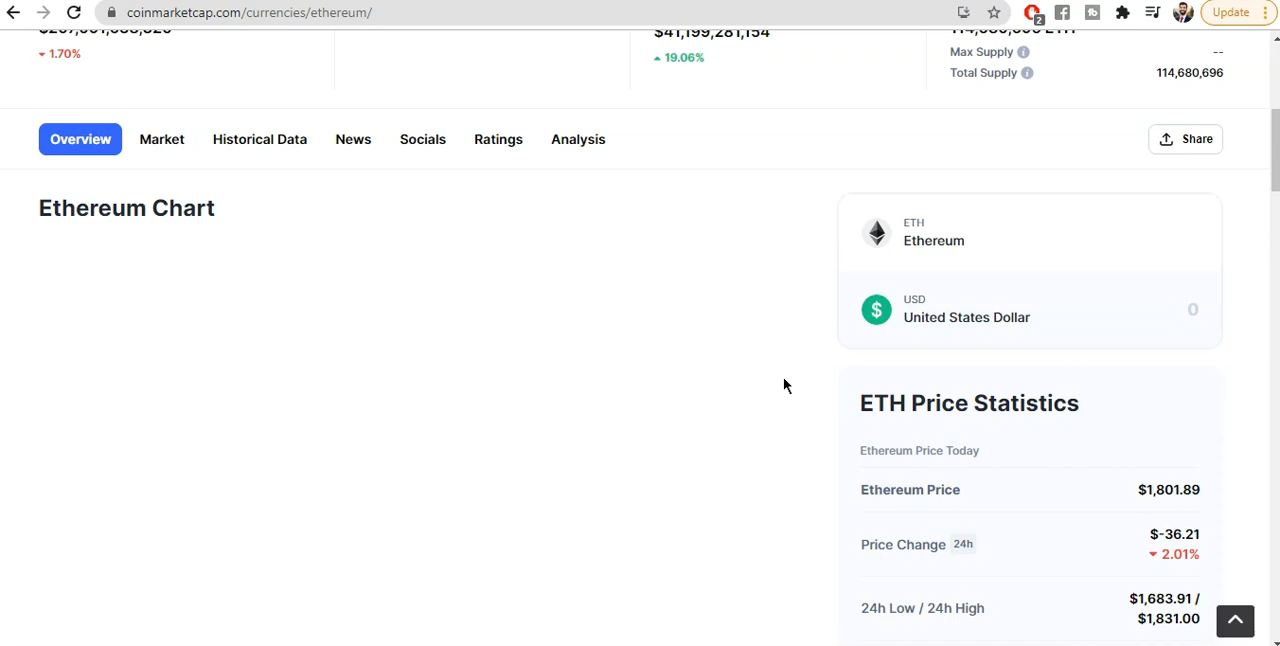 coinmarketcap.com/currencies/ethereum/
2
Update
1.70%
$41,199,281,154
19.06%
Max Supply --
Total Supply 114,680,696
Overview Market Historical Data News Socials Ratings Analysis Share
Ethereum Chart
ETH
Ethereum
USD
United States Dollar 0
ETH Price Statistics
Ethereum Price Today
Ethereum Price $1,801.89
Price Change 24h $-36.21
2.01%
24h Low / 24h High $1,683.91 /
$1,831.00